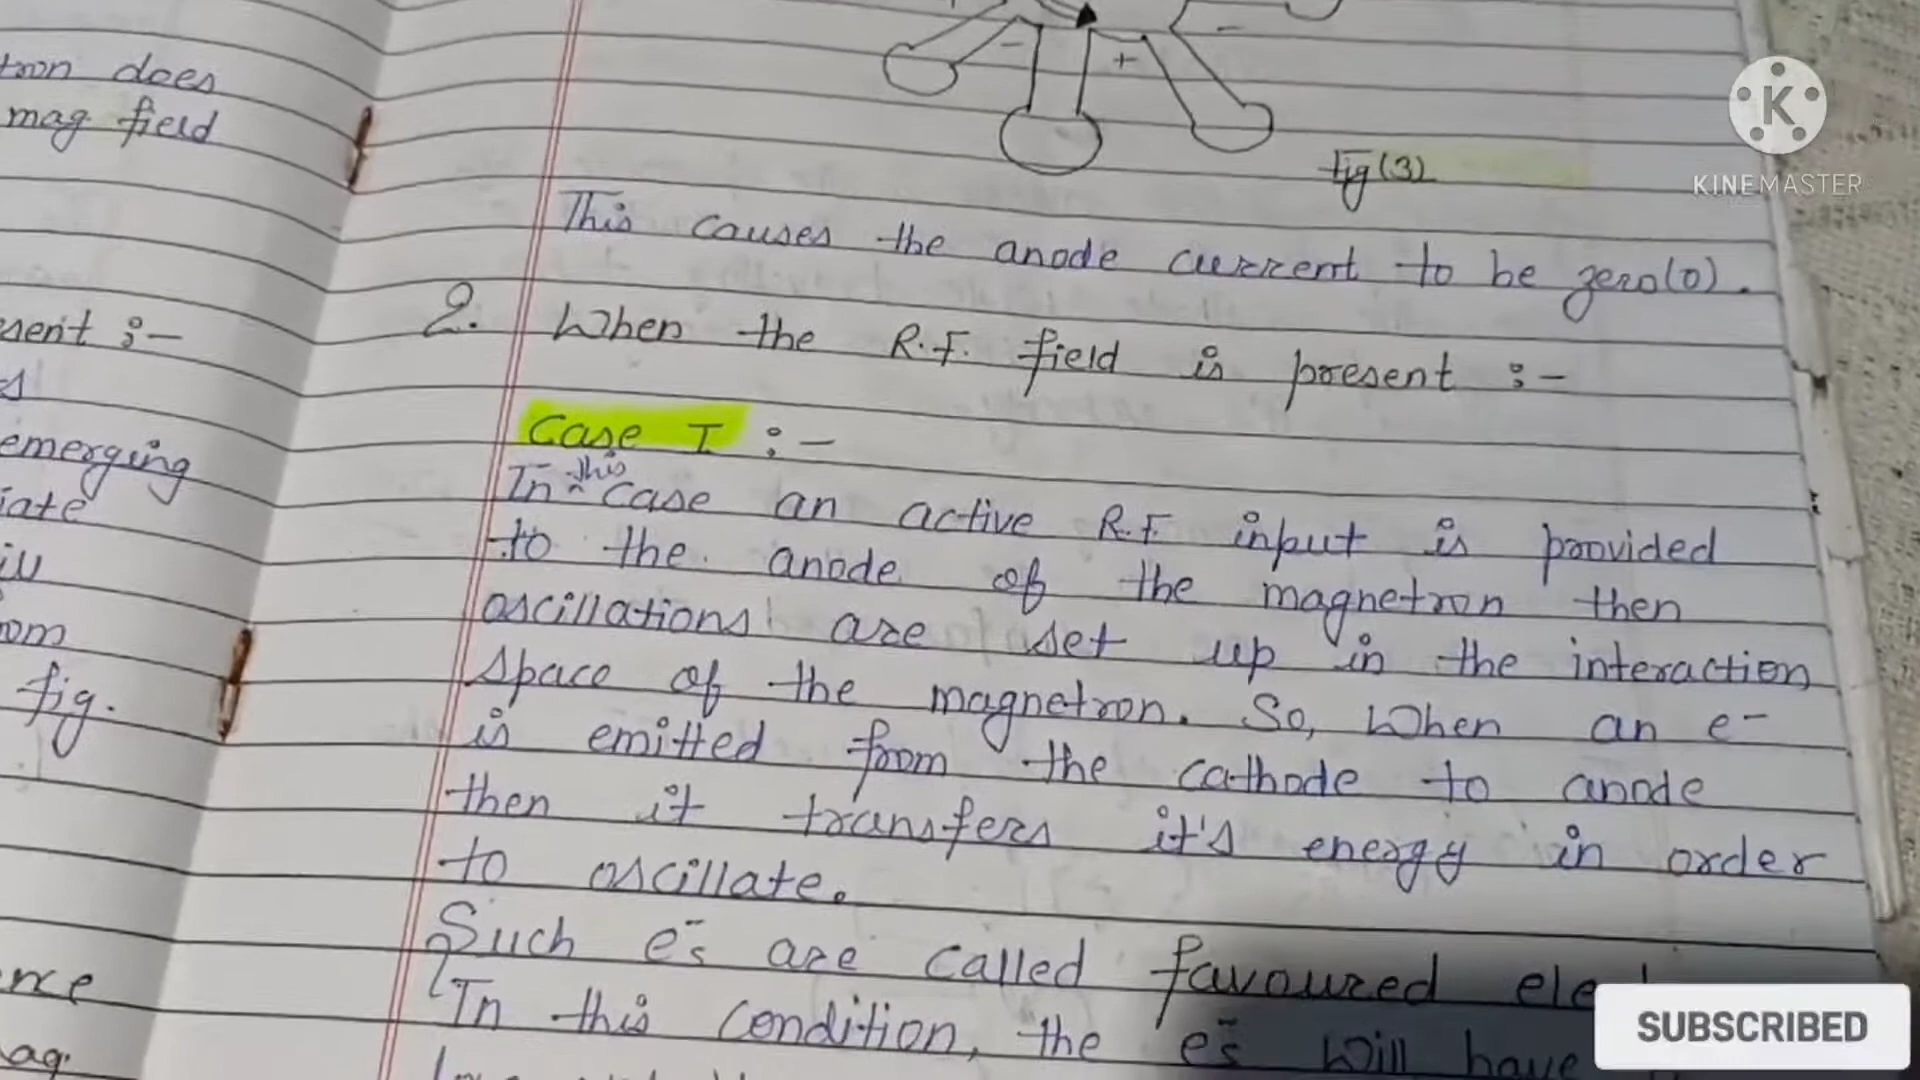 does
mag field
emerging
fig.
- + -
fig (3)
This causes the anode current to be zero(0).
2. When the R.F. field is present :-
Case I :-
In this case an active R.F. input is provided
to the anode of the magnetron then
oscillations are set up in the interaction
space of the magnetron. So, when an e-
is emitted from the cathode to anode
then it transfers it's energy in order
to oscillate.
Such e-s are called favoured
In this condition, the e-s will have
K
KINEMASTER
SUBSCRIBED